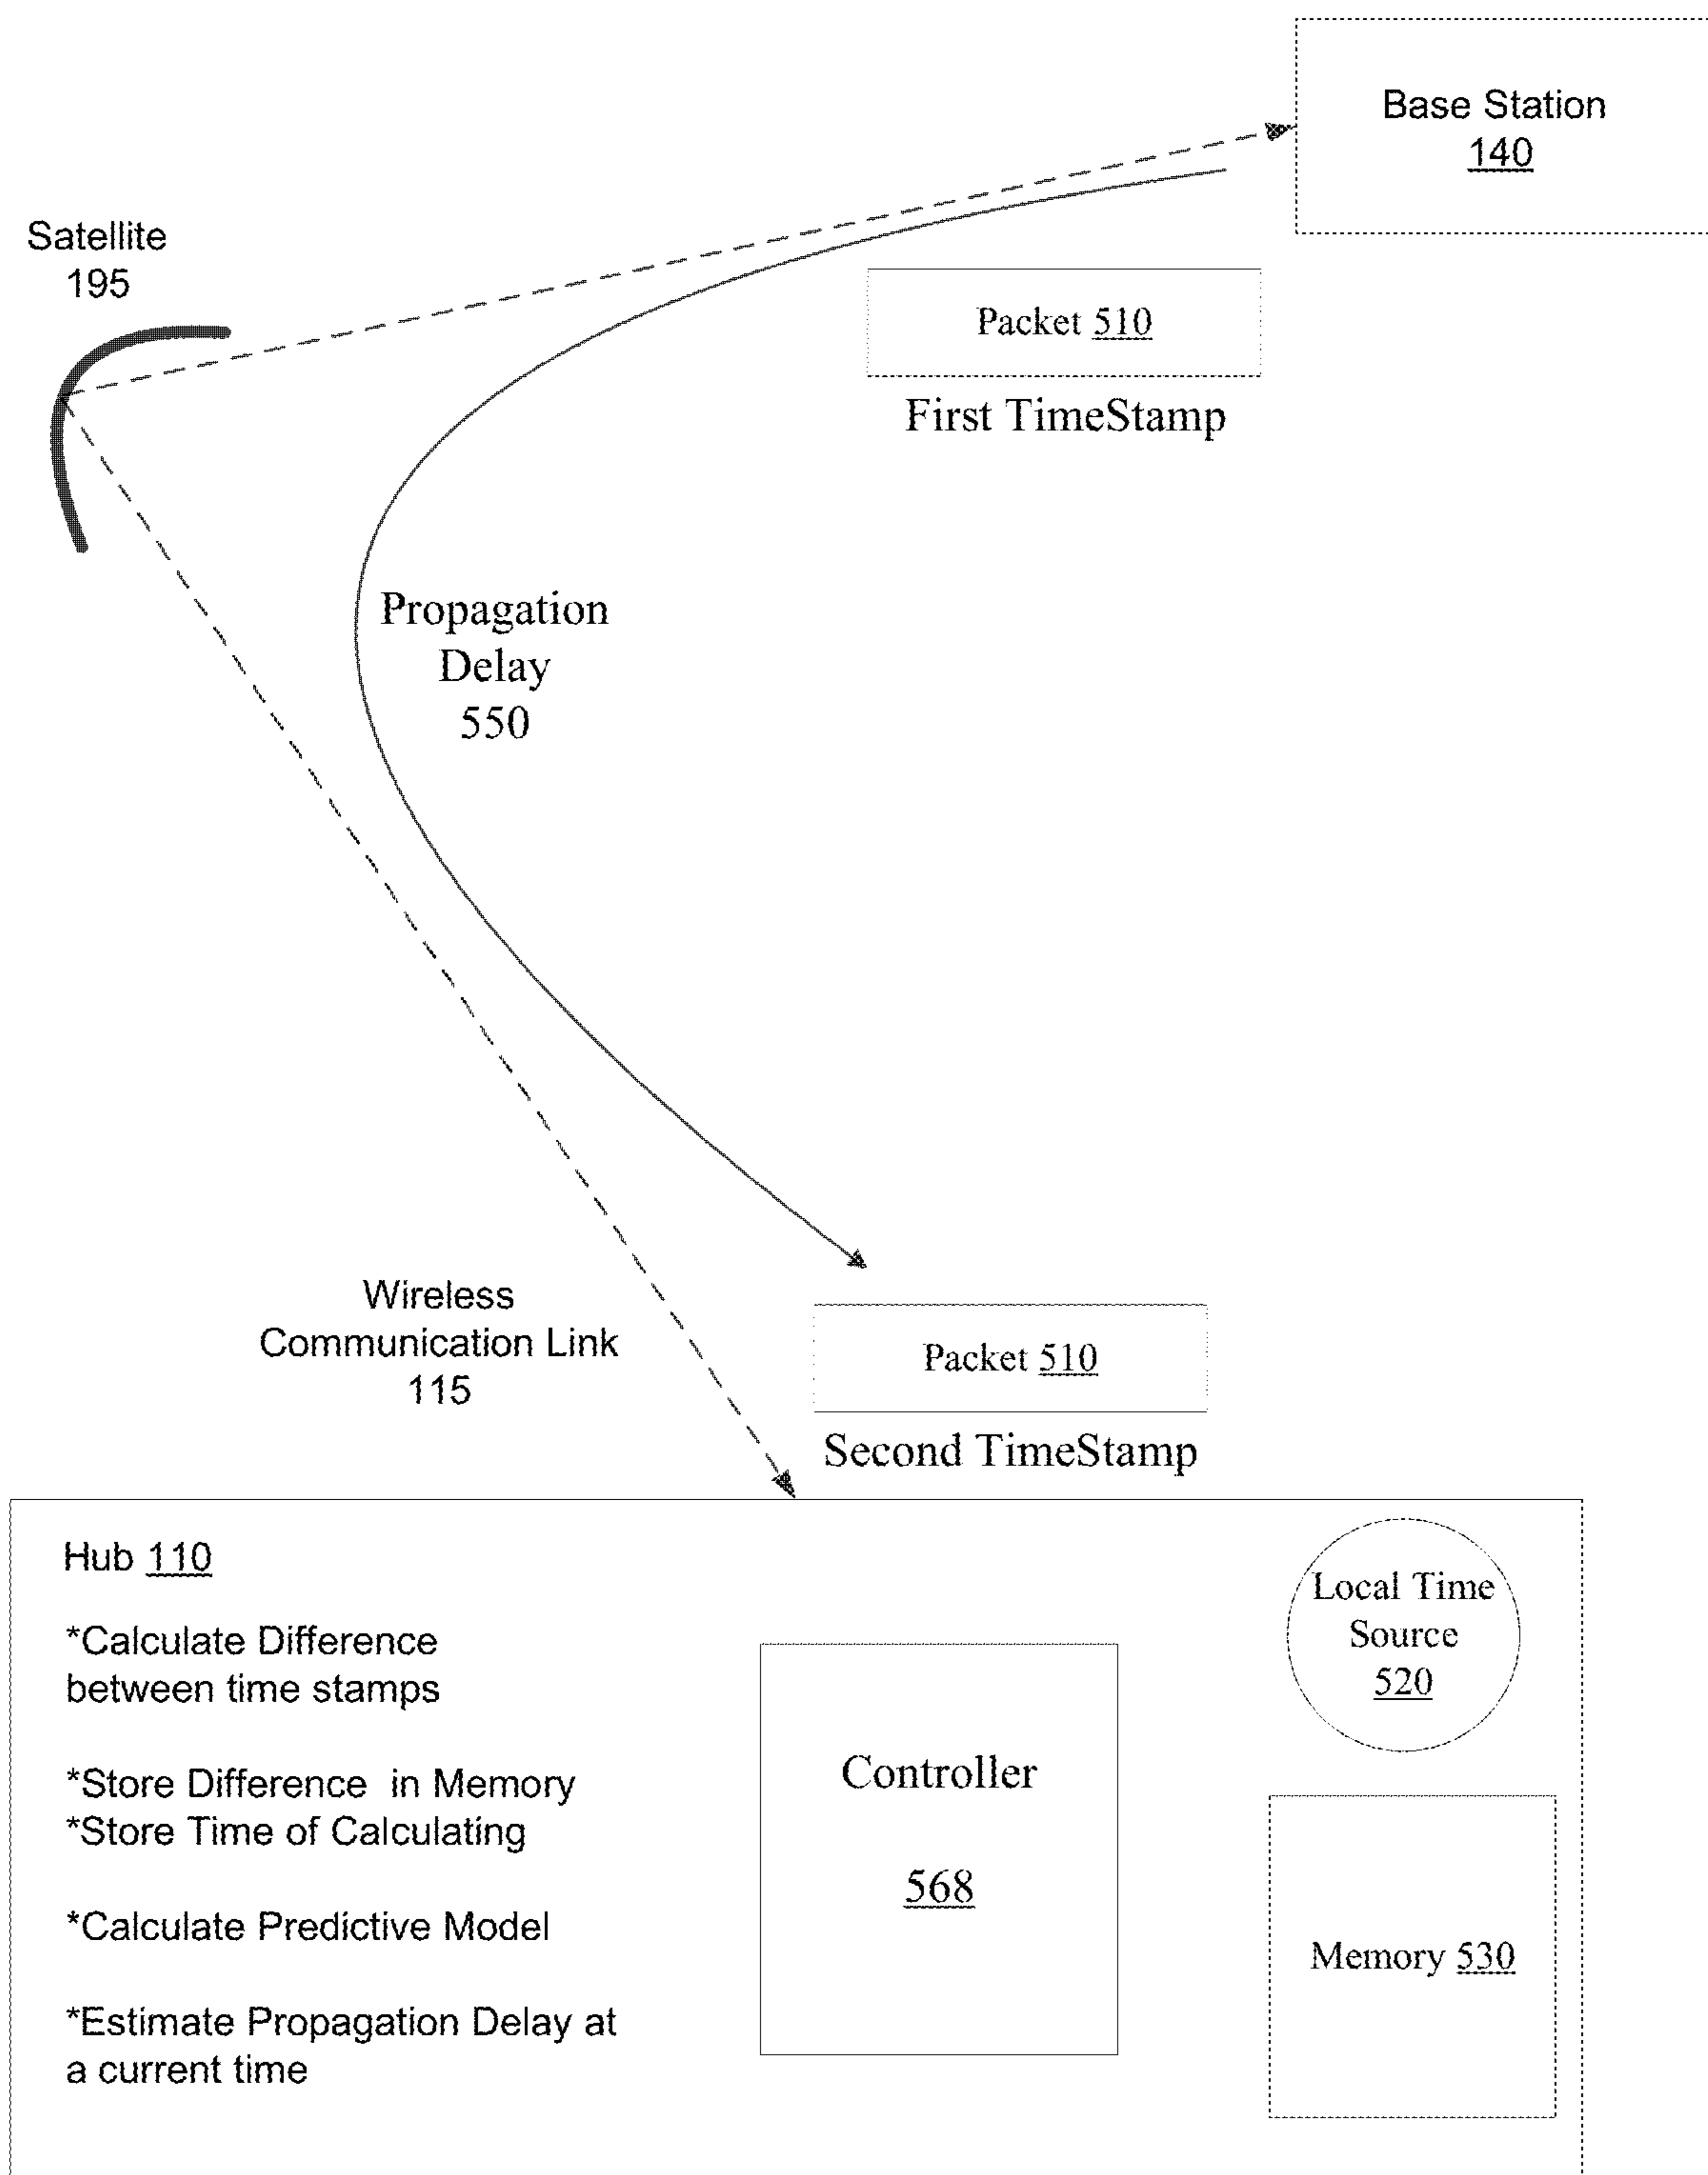 Base Station
140
Satellite
195
Packet 510
First TimeStamp
Propagation
Delay
550
Wireless
Communication Link
115
Packet 510
Second TimeStamp
Hub 110
*Calculate Difference
between time stamps
*Store Difference in Memory
*Store Time of Calculating
*Calculate Predictive Model
*Estimate Propagation Delay at
a current time
Controller
568
Local Time
Source
520
Memory 530